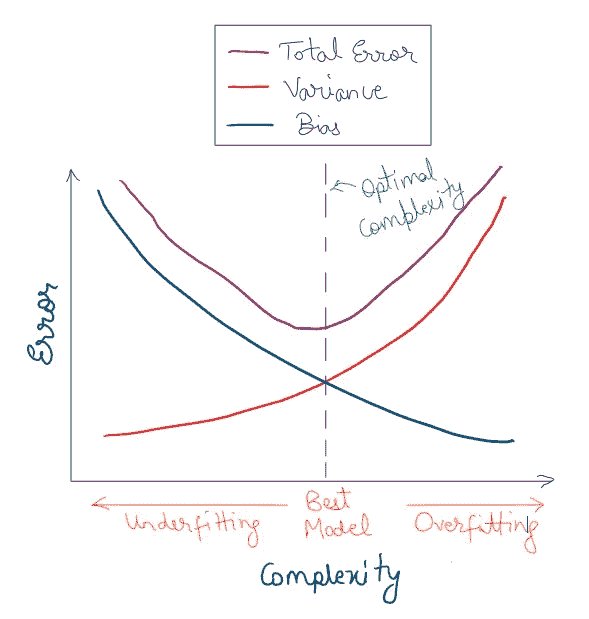 Total Error
Variance
Bias
Optimal
Complexity
Error
Underfitting
Best
Model
Overfitting
Complexity